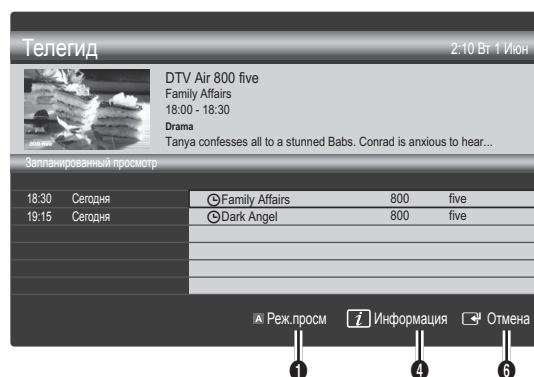 Телегид 2:10 Вт 1 Июн
DTV Air 800 five
Family Affairs
18:00 - 18:30
Drama
Tanya confesses all to a stunned Babs. Conrad is anxious to hear...
Запланированный просмотр
18:30 Сегодня Family Affairs 800 five
19:15 Сегодня Dark Angel 800 five
A Реж.просм i Информация Отмена
1 4 6